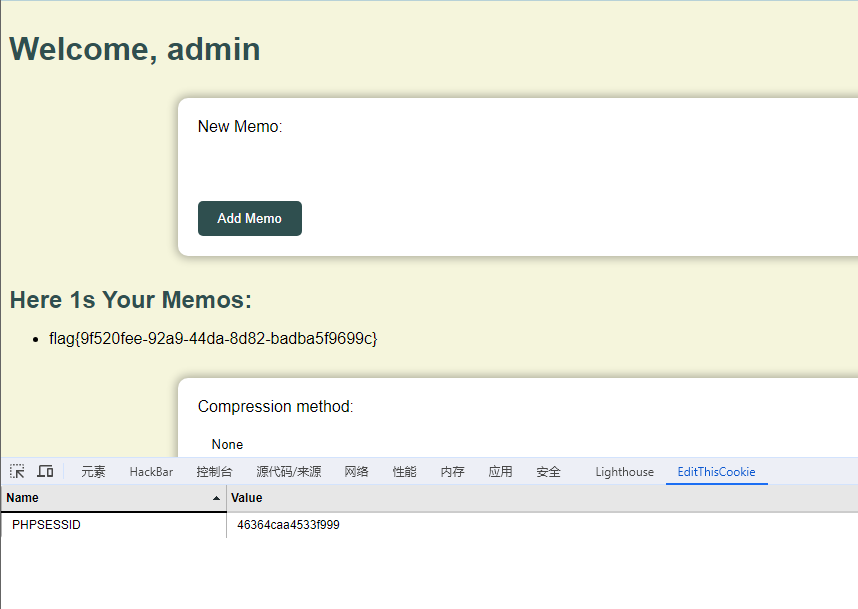 Welcome, admin
New Memo:
Add Memo
Here 1s Your Memos:
flag{9f520fee-92a9-44da-8d82-badba5f9699c}
Compression method:
None
元素 HackBar 控制台 源代码/来源 网络 性能 内存 应用 安全 Lighthouse EditThisCookie
Name Value
PHPSESSID 46364caa4533f999